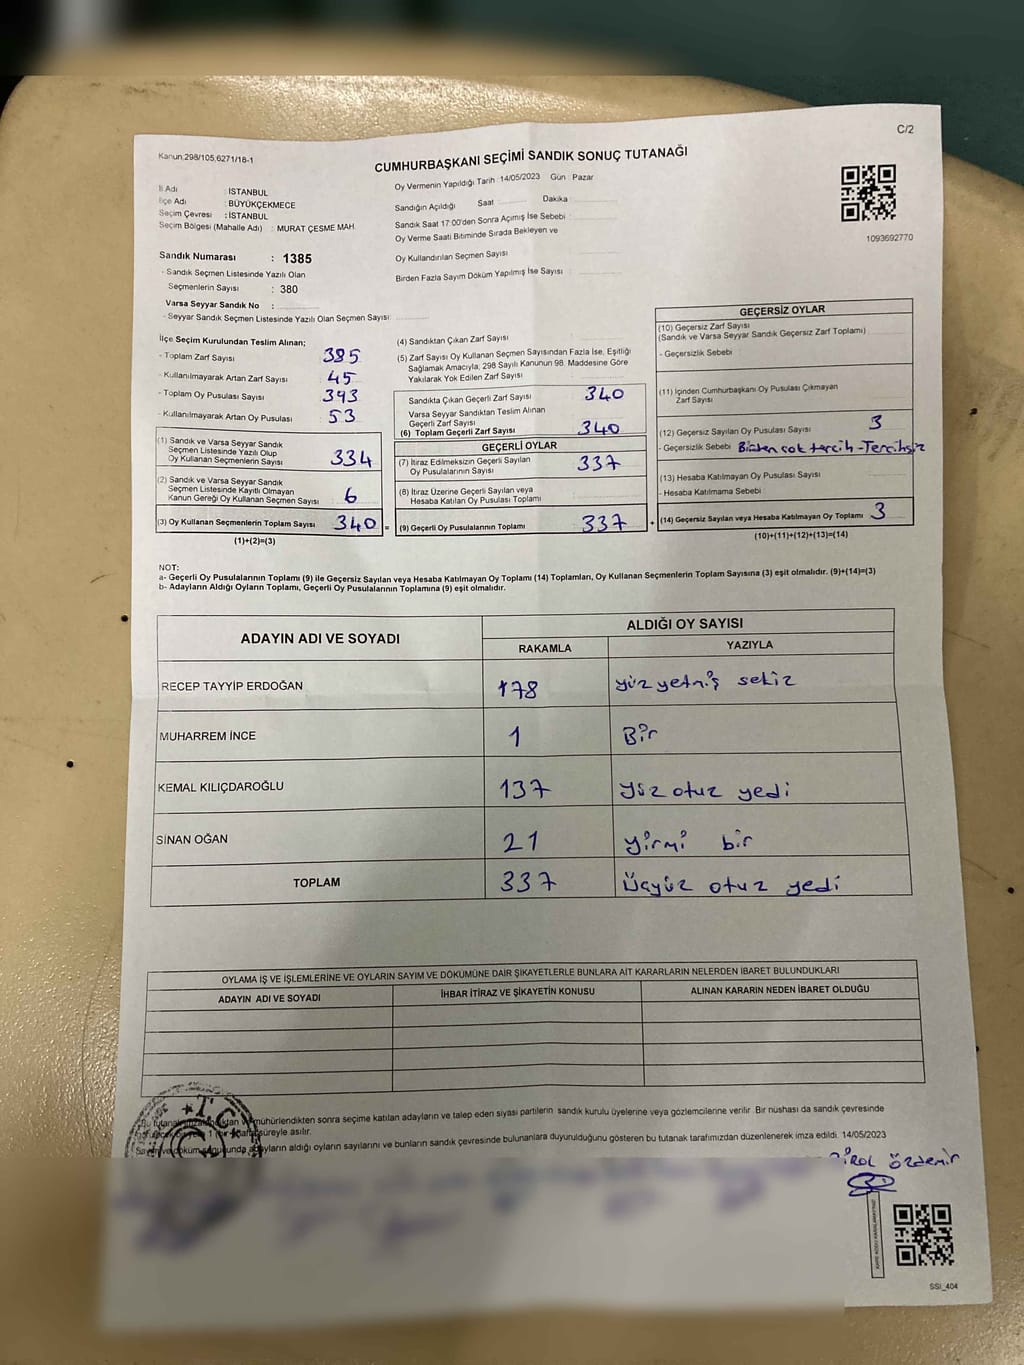 C/2
Kanun,298/105,6271/18-1
CUMHURBAŞKANI SEÇİMİ SANDIK SONUÇ TUTANAĞI
İl Adı : İSTANBUL
İlçe Adı : BÜYÜKÇEKMECE
Seçim Çevresi : İSTANBUL
Seçim Bölgesi (Mahalle Adı) : MURAT ÇESME MAH
Oy Vermenin Yapıldığı Tarih : 14/05/2023 Gün : Pazar
Sandığın Açıldığı Saat Dakika
Sandık Saat 17:00'den Sonra Açımış İse Sebebi :
Oy Verme Saati Bitiminde Sırada Bekleyen ve
Oy Kullandırılan Seçmen Sayısı
Birden Fazla Sayım Döküm Yapılmış İse Sayısı :
1093692770
Sandık Numarası : 1385
- Sandık Seçmen Listesinde Yazılı Olan
Seçmenlerin Sayısı : 380
Varsa Seyyar Sandık No :
- Seyyar Sandık Seçmen Listesinde Yazılı Olan Seçmen Sayısı:
İlçe Seçim Kurulundan Teslim Alınan;
- Toplam Zarf Sayısı 385
- Kullanılmayarak Artan Zarf Sayısı 45
- Toplam Oy Pusulası Sayısı 393
- Kullanılmayarak Artan Oy Pusulası 53
(1) Sandık ve Varsa Seyyar Sandık
Seçmen Listesinde Yazılı Olup
Oy Kullanan Seçmenlerin Sayısı 334
(2) Sandık ve Varsa Seyyar Sandık
Seçmen Listesinde Kayıtlı Olmayan
Kanun Gereği Oy Kullanan Seçmen Sayısı 6
(3) Oy Kullanan Seçmenlerin Toplam Sayısı 340 =
(1)+(2)=(3)
(4) Sandıktan Çıkan Zarf Sayısı
(5) Zarf Sayısı Oy Kullanan Seçmen Sayısından Fazla İse, Eşitliği
Sağlamak Amacıyla; 298 Sayılı Kanunun 98. Maddesine Göre
Yakılarak Yok Edilen Zarf Sayısı
Sandıkta Çıkan Geçerli Zarf Sayısı 340
Varsa Seyyar Sandıktan Teslim Alınan
Geçerli Zarf Sayısı
(6) Toplam Geçerli Zarf Sayısı 340
GEÇERLİ OYLAR
(7) İtiraz Edilmeksizin Geçerli Sayılan
Oy Pusulalarının Sayısı 337
(8) İtiraz Üzerine Geçerli Sayılan veya
Hesaba Katılan Oy Pusulası Toplamı
(9) Geçerli Oy Pusulalarının Toplamı 337 +
GEÇERSİZ OYLAR
(10) Geçersiz Zarf Sayısı
(Sandık ve Varsa Seyyar Sandık Geçersiz Zarf Toplamı)
- Geçersizlik Sebebi
(11) İçinden Cumhurbaşkanı Oy Pusulası Çıkmayan
Zarf Sayısı
(12) Geçersiz Sayılan Oy Pusulası Sayısı 3
- Geçersizlik Sebebi Birden çok tercih-Tercihsiz
(13) Hesaba Katılmayan Oy Pusulası Sayısı
- Hesaba Katılmama Sebebi
(14) Geçersiz Sayılan veya Hesaba Katılmayan Oy Toplamı 3
(10)+(11)+(12)+(13)=(14)
NOT:
a- Geçerli Oy Pusulalarının Toplamı (9) ile Geçersiz Sayılan veya Hesaba Katılmayan Oy Toplamı (14) Toplamları, Oy Kullanan Seçmenlerin Toplam Sayısına (3) eşit olmalıdır. (9)+(14)=(3)
b- Adayların Aldığı Oyların Toplamı, Geçerli Oy Pusulalarının Toplamına (9) eşit olmalıdır.
ADAYIN ADI VE SOYADI ALDIĞI OY SAYISI
RAKAMLA YAZIYLA
RECEP TAYYİP ERDOĞAN 178 yüz yetmiş sekiz
MUHARREM İNCE 1 Bir
KEMAL KILIÇDAROĞLU 137 yüz otuz yedi
SİNAN OĞAN 21 yirmi bir
TOPLAM 337 üçyüz otuz yedi
OYLAMA İŞ VE İŞLEMLERİNE VE OYLARIN SAYIM VE DÖKÜMÜNE DAİR ŞİKAYETLERLE BUNLARA AİT KARARLARIN NELERDEN İBARET BULUNDUKLARI
ADAYIN ADI VE SOYADI İHBAR İTİRAZ VE ŞİKAYETİN KONUSU ALINAN KARARIN NEDEN İBARET OLDUĞU
T.C.
mühürlendikten sonra seçime katılan adayların ve talep eden siyasi partilerin sandık kurulu üyelerine veya gözlemcilerine verilir. Bir nüshası da sandık çevresinde
süreyle asılır.
adayların aldığı oyların sayılarını ve bunların sandık çevresinde bulunanlara duyurulduğunu gösteren bu tutanak tarafımızdan düzenlenerek imza edildi. 14/05/2023
Birol özdemir
SSI_404